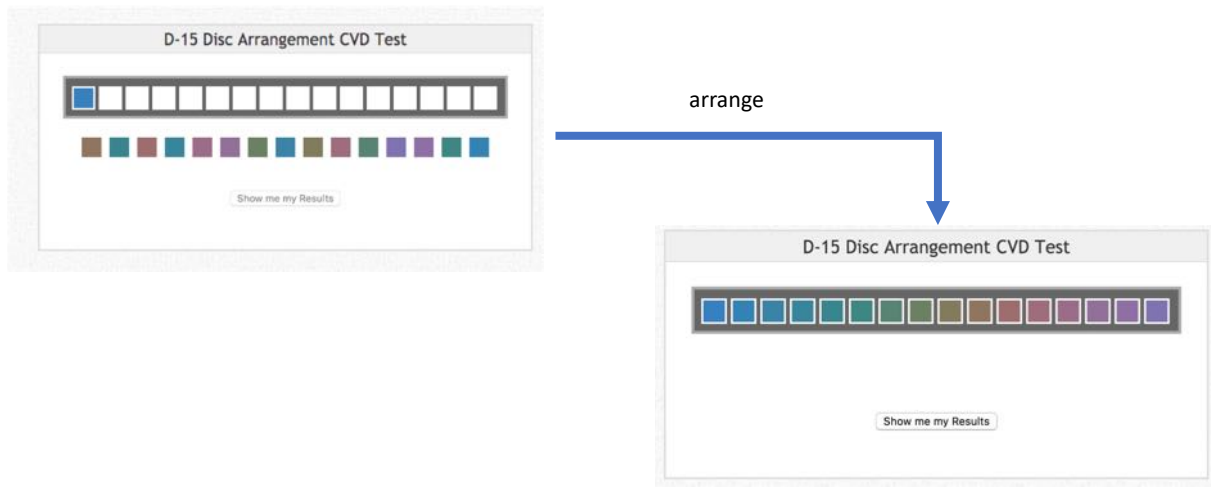 D-15 Disc Arrangement CVD Test
Show me my Results
arrange
D-15 Disc Arrangement CVD Test
Show me my Results